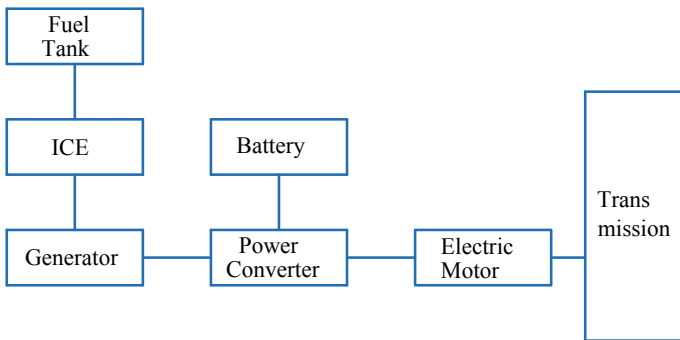 Fuel
Tank
ICE
Battery
Generator
Power
Converter
Electric
Motor
Trans
mission